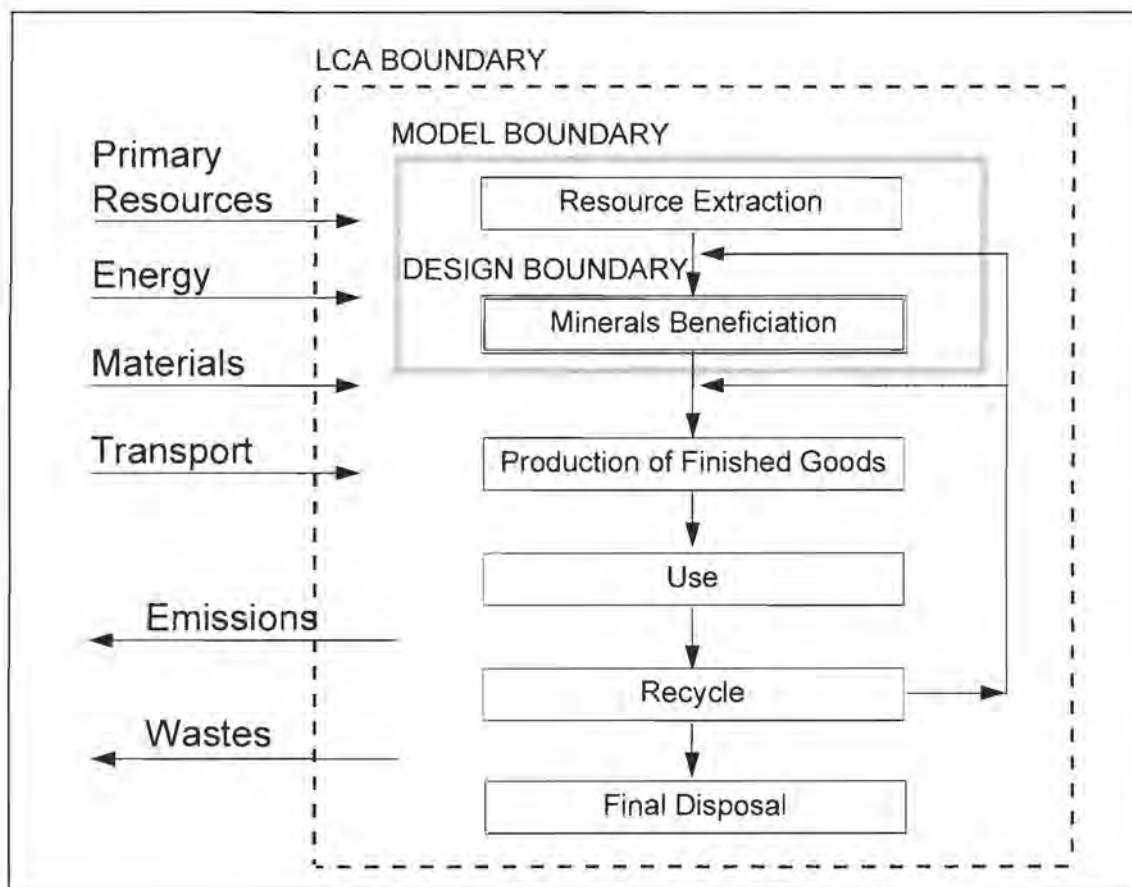 LCA BOUNDARY
MODEL BOUNDARY
Primary
Resources
Resource Extraction
DESIGN BOUNDARY
Energy
Minerals Beneficiation
Materials
Transport
Production of Finished Goods
Use
Emissions
Recycle
Wastes
Final Disposal